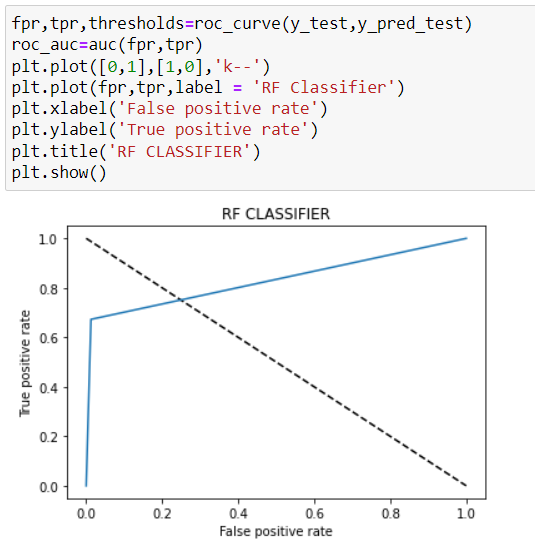 fpr,tpr,thresholds=roc_curve(y_test,y_pred_test)
roc_auc=auc(fpr,tpr)
plt.plot([0,1],[1,0],'k--')
plt.plot(fpr,tpr,label = 'RF Classifier')
plt.xlabel('False positive rate')
plt.ylabel('True positive rate')
plt.title('RF CLASSIFIER')
plt.show()
RF CLASSIFIER
True positive rate
1.0
0.8
0.6
0.4
0.2
0.0
0.0 0.2 0.4 0.6 0.8 1.0
False positive rate